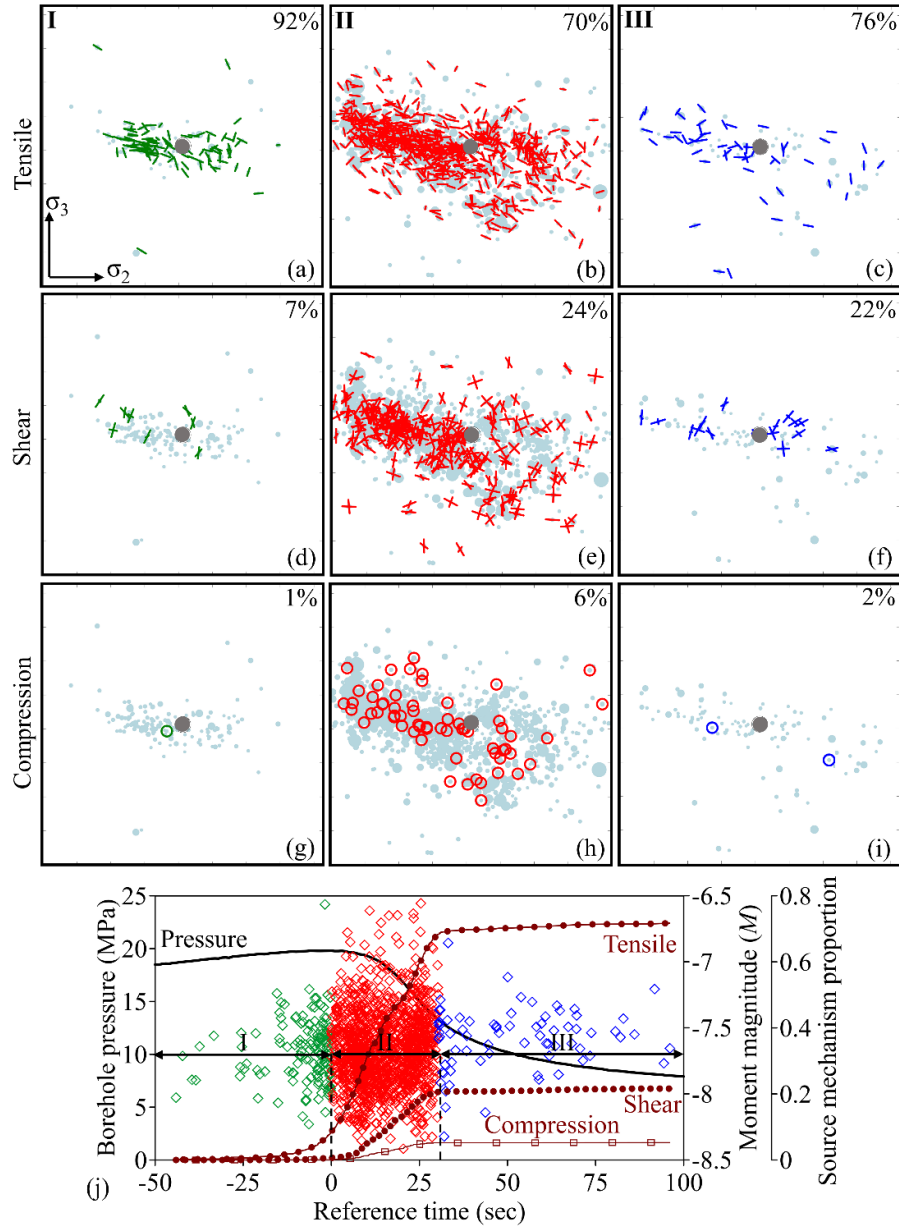 I 92% II 70% III 76%
Tensile
σ3
σ2
(a) (b) (c)
7% 24% 22%
Shear
(d) (e) (f)
1% 6% 2%
Compression
(g) (h) (i)
25 -6.5 0.8
Pressure
Tensile
20 -7 0.6
15 -7.5 0.4
I II III
10
5 -8 0.2
Shear
Compression
0 -8.5 0
-50 -25 0 25 50 75 100
Borehole pressure (MPa)
Moment magnitude (M)
Source mechanism proportion
(j)
Reference time (sec)